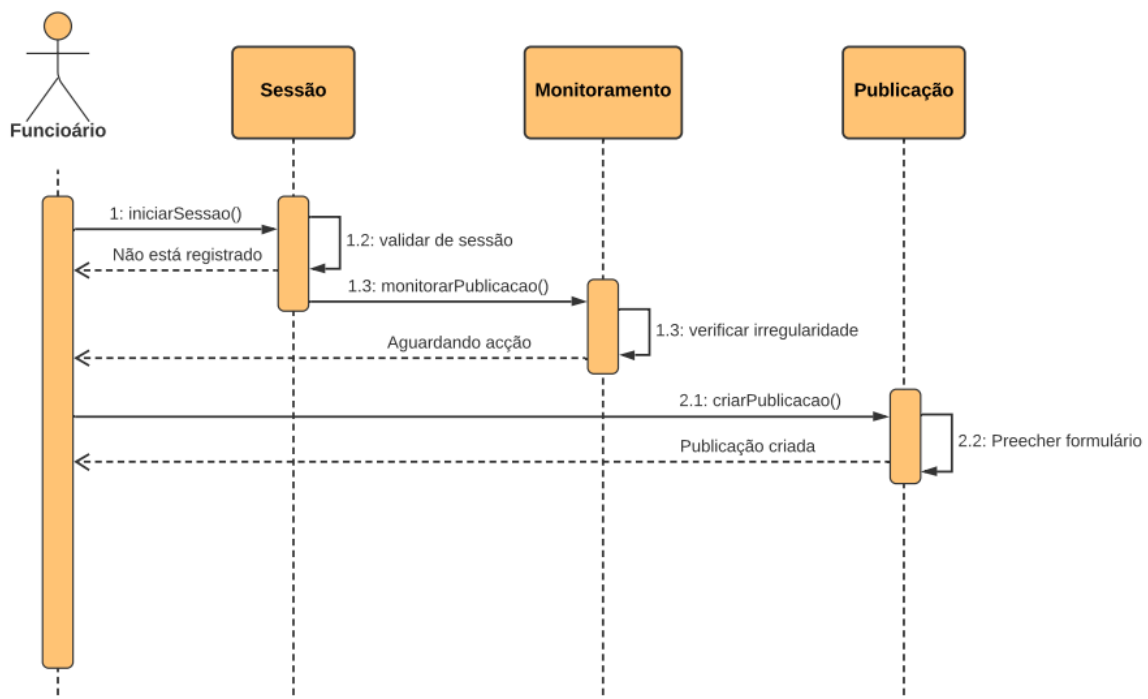 Funcioário
Sessão
Monitoramento
Publicação
1: iniciarSessao()
1.2: validar de sessão
Não está registrado
1.3: monitorarPublicacao()
1.3: verificar irregularidade
Aguardando acção
2.1: criarPublicacao()
2.2: Preecher formulário
Publicação criada